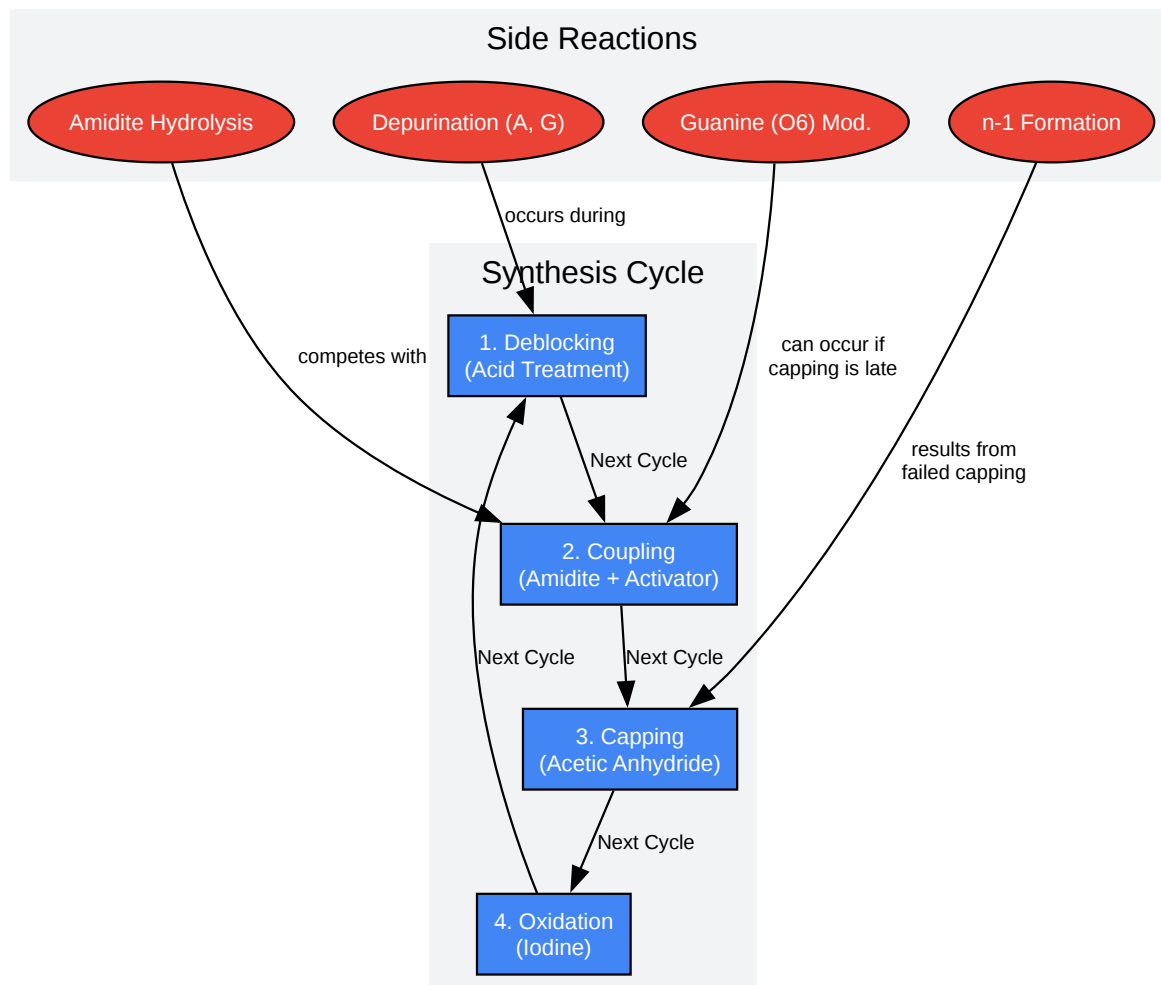 Side Reactions
Amidite Hydrolysis
Depurination (A, G)
Guanine (O6) Mod.
n-1 Formation
occurs during
Synthesis Cycle
1. Deblocking
(Acid Treatment)
competes with
can occur if
capping is late
Next Cycle
results from
failed capping
2. Coupling
(Amidite + Activator)
Next Cycle
Next Cycle
3. Capping
(Acetic Anhydride)
Next Cycle
4. Oxidation
(Iodine)